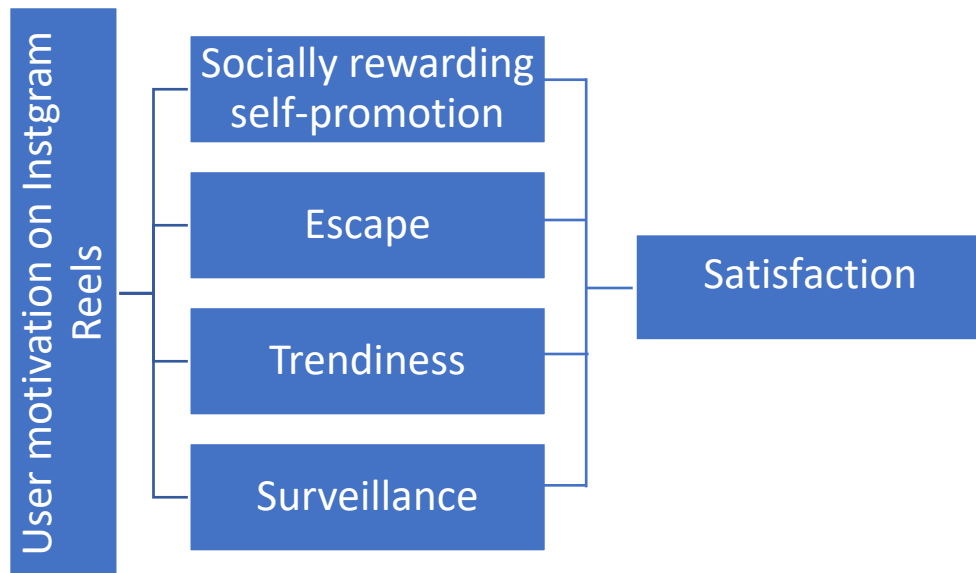 User motivation on Instgram
Reels
Socially rewarding
self-promotion
Escape
Trendiness
Surveillance
Satisfaction